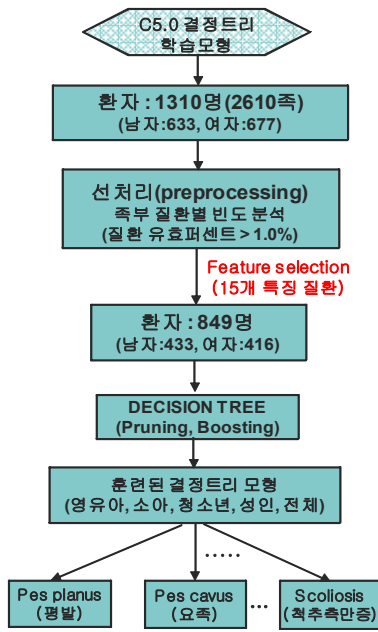 C5.0 결정트리
학습모형
환자 : 1310명(2610족)
(남자:633, 여자:677)
선처리(preprocessing)
족부 질환별 빈도 분석
(질환 유효퍼센트 > 1.0%)
Feature selection
(15개 특징 질환)
환자 : 849명
(남자:433, 여자:416)
DECISION TREE
(Pruning, Boosting)
훈련된 결정트리 모형
(영유아, 소아, 청소년, 성인, 전체)
.....
Pes planus
(평발)
Pes cavus
(요족)
...
Scoliosis
(척추측만증)